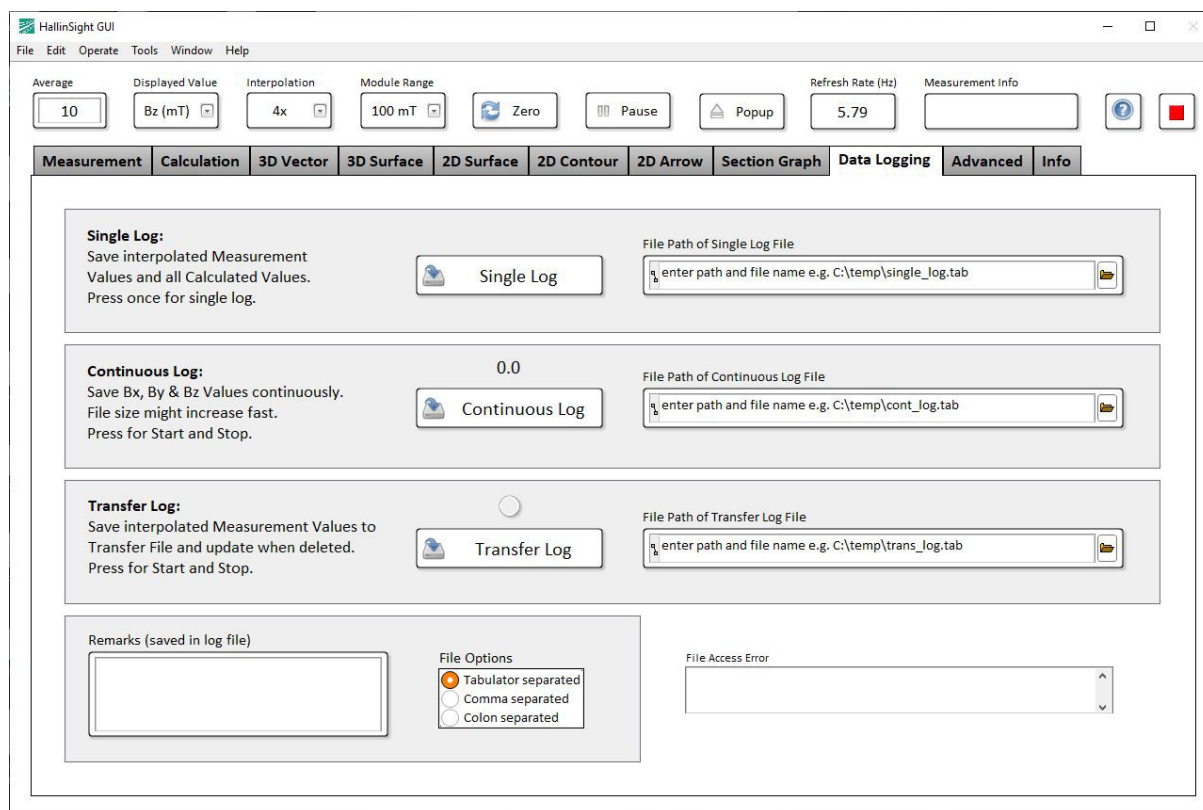 HallinSight GUI
File Edit Operate Tools Window Help
Average Displayed Value Interpolation Module Range Refresh Rate (Hz) Measurement Info
10 Bz (mT) 4x 100 mT Zero Pause Popup 5.79
Measurement Calculation 3D Vector 3D Surface 2D Surface 2D Contour 2D Arrow Section Graph Data Logging Advanced Info
Single Log:
Save interpolated Measurement
Values and all Calculated Values.
Press once for single log.
Single Log
File Path of Single Log File
enter path and file name e.g. C:\temp\single_log.tab
Continuous Log:
Save Bx, By & Bz Values continuously.
File size might increase fast.
Press for Start and Stop.
0.0
Continuous Log
File Path of Continuous Log File
enter path and file name e.g. C:\temp\cont_log.tab
Transfer Log:
Save interpolated Measurement Values to
Transfer File and update when deleted.
Press for Start and Stop.
Transfer Log
File Path of Transfer Log File
enter path and file name e.g. C:\temp\trans_log.tab
Remarks (saved in log file)
File Options
Tabulator separated
Comma separated
Colon separated
File Access Error